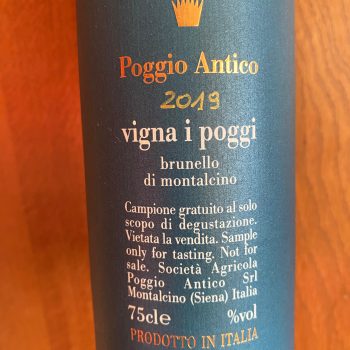 Poggio Antico
2019
vigna i poggi
brunello
di montalcino
Campione gratuito al solo
scopo di degustazione.
Vietata la vendita. Sample
only for tasting. Not for
sale. Società Agricola
Poggio Antico Srl
Montalcino (Siena) Italia
75cle %vol
PRODOTTO IN ITALIA